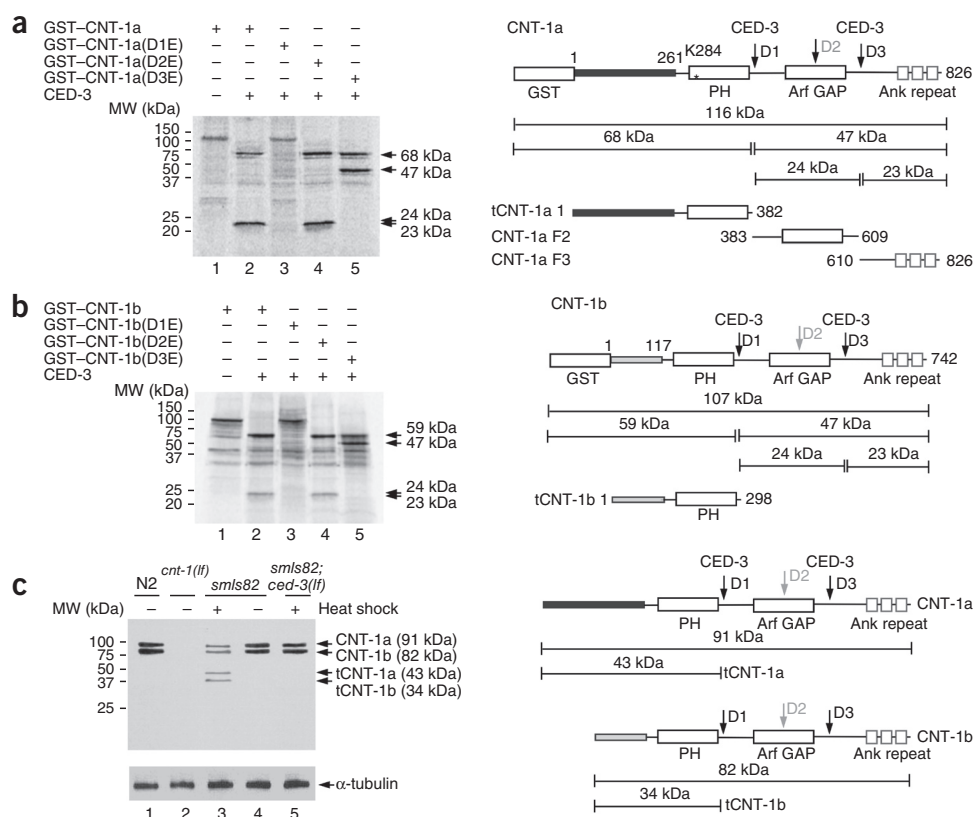 a
GST–CNT-1a + + – – –
GST–CNT-1a(D1E) – – + – –
GST–CNT-1a(D2E) – – – + –
GST–CNT-1a(D3E) – – – – +
CED-3 – + + + +
MW (kDa)
150
100
75
50
37
25
20
68 kDa
47 kDa
24 kDa
23 kDa
1 2 3 4 5
CNT-1a
CED-3 CED-3
1 261 K284 D1 D2 D3
* 826
GST PH Arf GAP Ank repeat
116 kDa
68 kDa 47 kDa
24 kDa 23 kDa
tCNT-1a 1 382
CNT-1a F2 383 609
CNT-1a F3 610 826
b
GST–CNT-1b + + – – –
GST–CNT-1b(D1E) – – + – –
GST–CNT-1b(D2E) – – – + –
GST–CNT-1b(D3E) – – – – +
CED-3 – + + + +
MW (kDa)
150
100
75
50
37
25
20
59 kDa
47 kDa
24 kDa
23 kDa
1 2 3 4 5
CNT-1b
CED-3 CED-3
1 117 D1 D2 D3
742
GST PH Arf GAP Ank repeat
107 kDa
59 kDa 47 kDa
24 kDa 23 kDa
tCNT-1b 1 298
PH
c
N2 cnt-1(lf) smIs82 smIs82; ced-3(lf)
MW (kDa) – – + – + Heat shock
100
75
50
37
25
CNT-1a (91 kDa)
CNT-1b (82 kDa)
tCNT-1a (43 kDa)
tCNT-1b (34 kDa)
α-tubulin
1 2 3 4 5
CED-3 CED-3
D1 D2 D3
CNT-1a
PH Arf GAP Ank repeat
91 kDa
43 kDa tCNT-1a
D1 D2 D3
CNT-1b
PH Arf GAP Ank repeat
82 kDa
34 kDa tCNT-1b